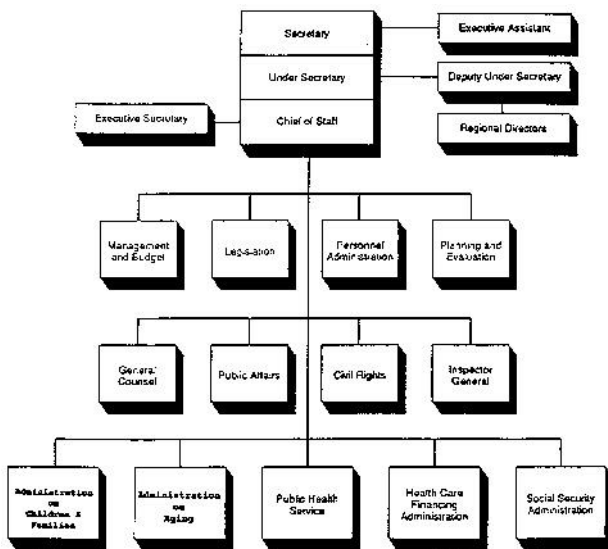 Secretary
Executive Assistant
Under Secretary
Deputy Under Secretary
Executive Secretary
Chief of Staff
Regional Directors
Management
and Budget
Legislation
Personnel
Administration
Planning and
Evaluation
General
Counsel
Public Affairs
Civil Rights
Inspector
General
Administration
on
Children &
Families
Administration
on
Aging
Public Health
Service
Health Care
Financing
Administration
Social Security
Administration